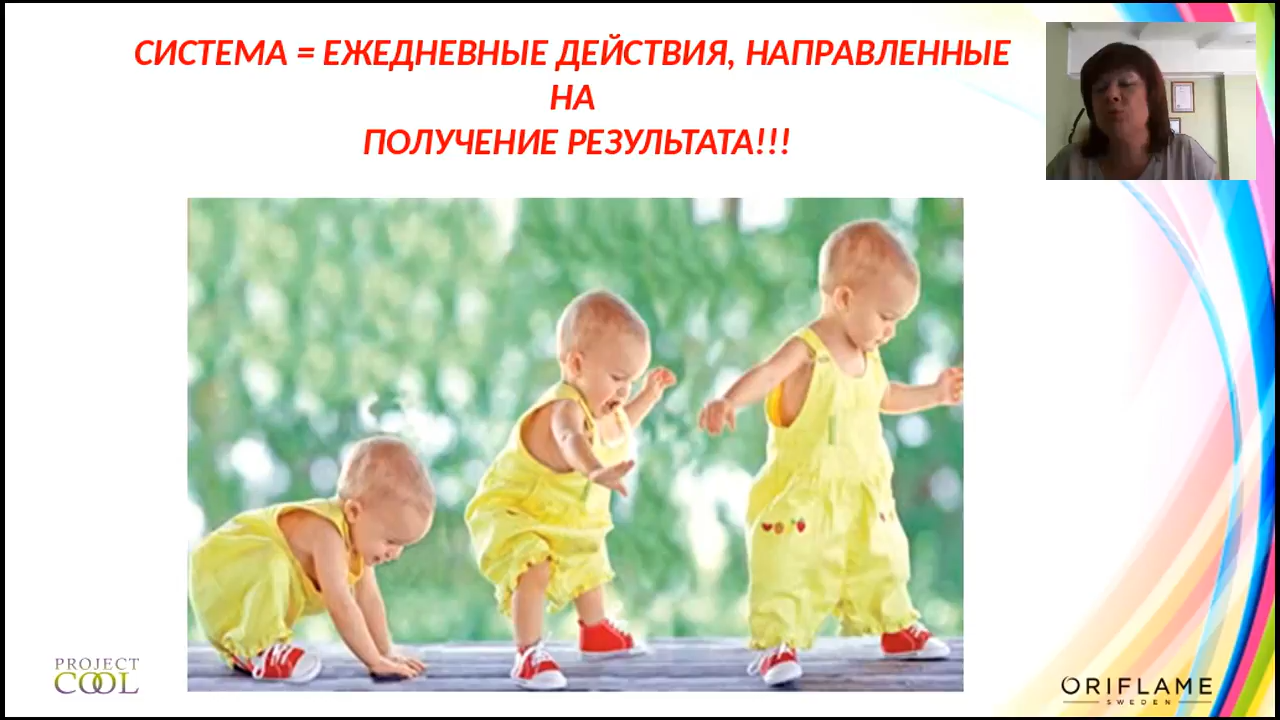 СИСТЕМА = ЕЖЕДНЕВНЫЕ ДЕЙСТВИЯ, НАПРАВЛЕННЫЕ
НА
ПОЛУЧЕНИЕ РЕЗУЛЬТАТА!!!
PROJECT
COOL
ORIFLAME
SWEDEN